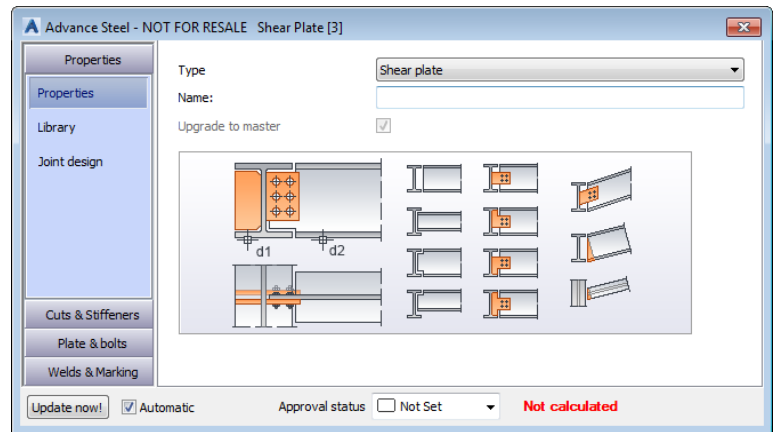 Advance Steel - NOT FOR RESALE Shear Plate [3]
Properties
Properties
Library
Joint design
Cuts & Stiffeners
Plate & bolts
Welds & Marking
Type Shear plate
Name:
Upgrade to master
d1 d2
Update now! Automatic Approval status Not Set Not calculated